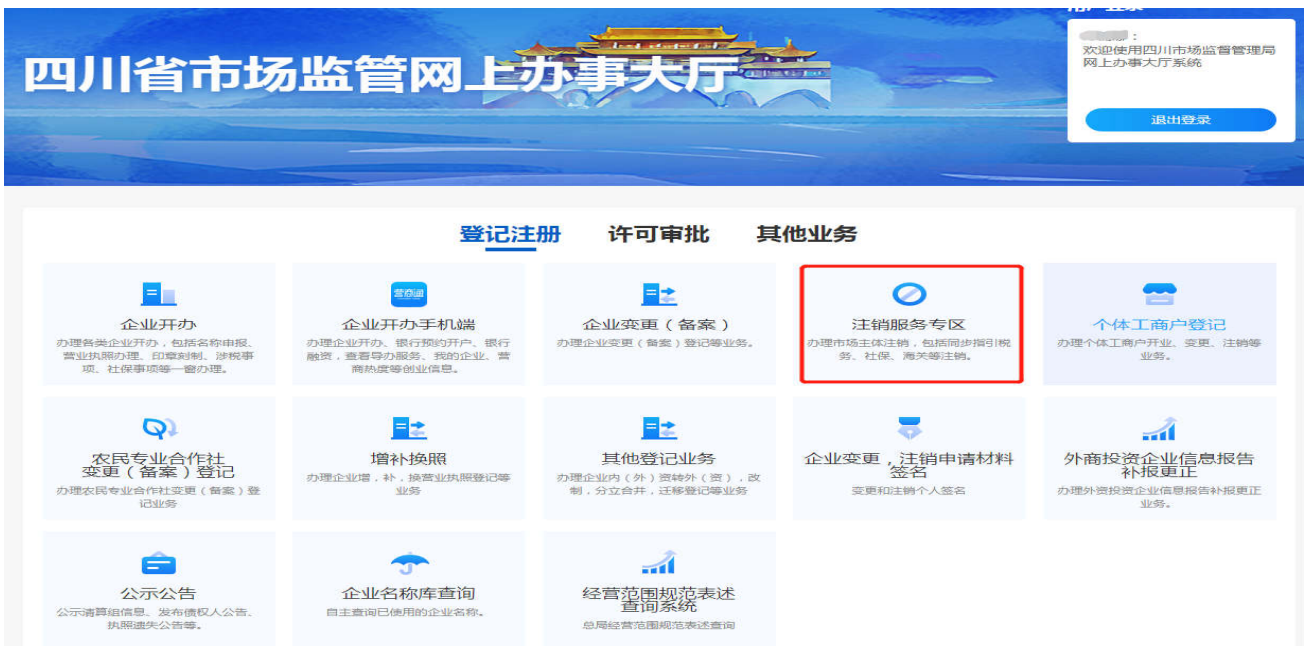 用户登录
四川省市场监管网上办事大厅
：
欢迎使用四川市场监督管理局
网上办事大厅系统
退出登录
登记注册
许可审批
其他业务
企业开办
办理各类企业开办，包括名称申报、
营业执照办理、印章刻制、涉税事
项、社保事项等一窗办理。
营商通
企业开办手机端
办理企业开办、银行预约开户、银行
融资，查看导办服务、我的企业、营
商热度等创业信息。
企业变更（备案）
办理企业变更（备案）登记等业务。
注销服务专区
办理市场主体注销，包括同步指引税
务、社保、海关等注销。
个体工商户登记
办理个体工商户开业、变更、注销等
业务。
农民专业合作社
变更（备案）登记
办理农民专业合作社变更（备案）登
记业务
增补换照
办理企业增，补，换营业执照登记等
业务
其他登记业务
办理企业内（外）资转外（资），改
制，分立合并，迁移登记等业务
企业变更，注销申请材料
签名
变更和注销个人签名
外商投资企业信息报告
补报更正
办理外资投资企业信息报告补报更正
业务。
公示公告
公示清算组信息、发布债权人公告、
执照遗失公告等。
企业名称库查询
自主查询已使用的企业名称。
经营范围规范表述
查询系统
总局经营范围规范表述查询